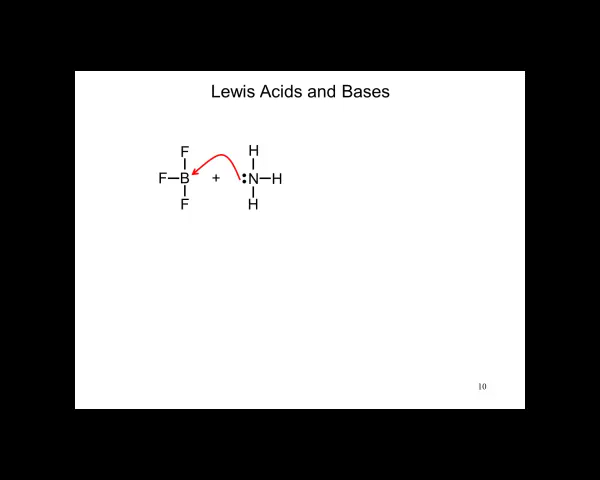 Lewis Acids and Bases
F H
F—B + :N—H
F H
10